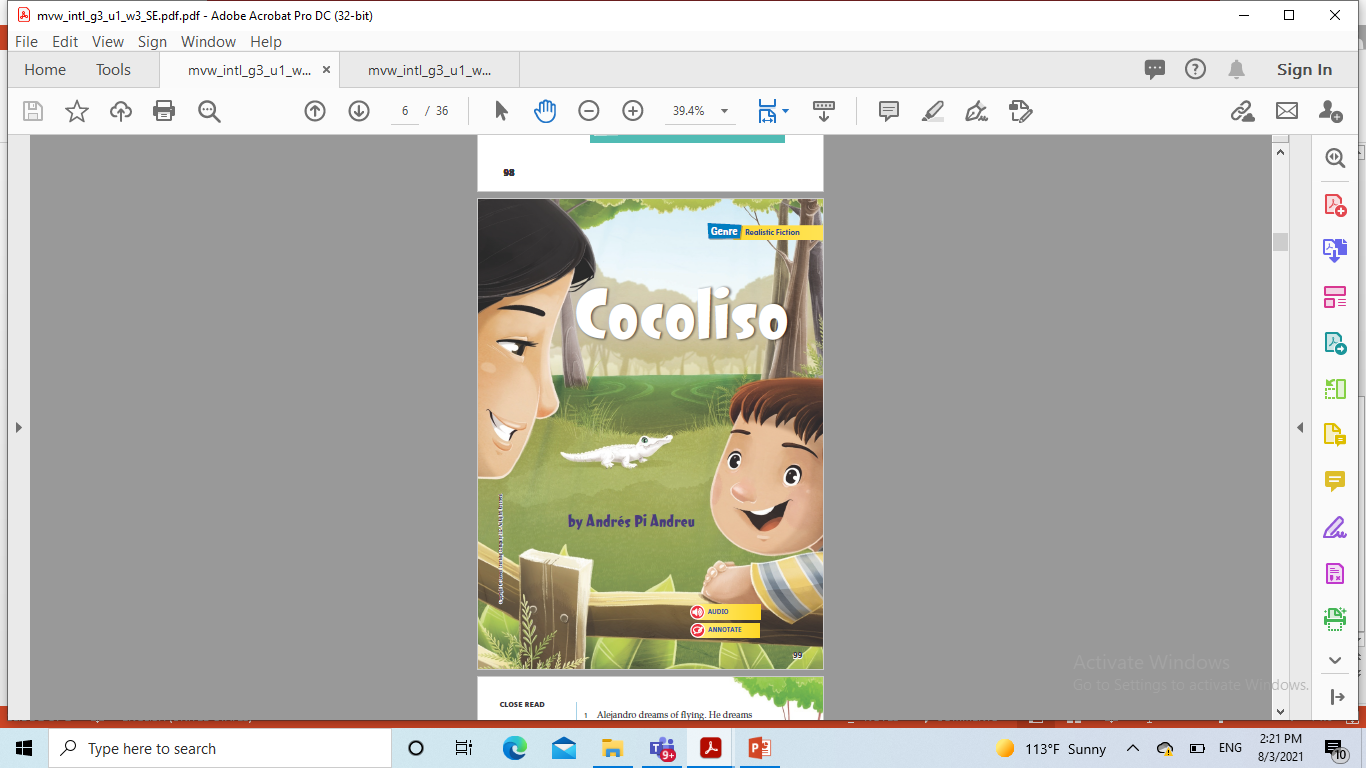 mvw_intl_g3_u1_w3_SE.pdf.pdf - Adobe Acrobat Pro DC (32-bit)
File Edit View Sign Window Help
Home Tools mvw_intl_g3_u1_w... × mvw_intl_g3_u1_w... Sign In
6 / 36 39.4%
98
Genre Realistic Fiction
Cocoliso
by Andrés Pi Andreu
AUDIO
ANNOTATE
99
Activate Windows
Go to Settings to activate Windows.
CLOSE READ
1 Alejandro dreams of flying. He dreams
Type here to search
9+
113°F Sunny
ENG
2:21 PM
8/3/2021
10